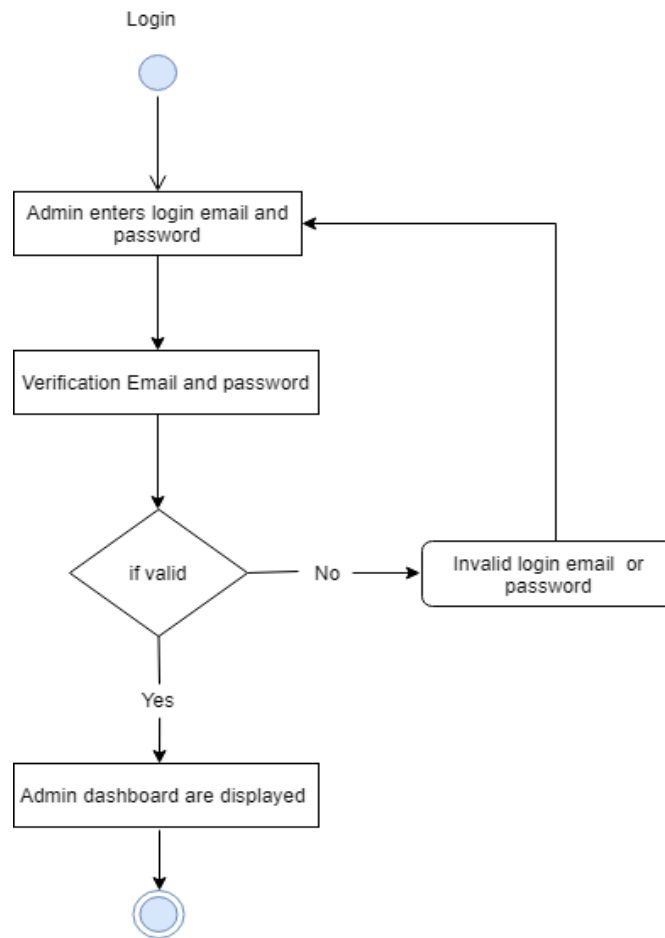 Login
Admin enters login email and
password
Verification Email and password
if valid
No
Invalid login email or
password
Yes
Admin dashboard are displayed